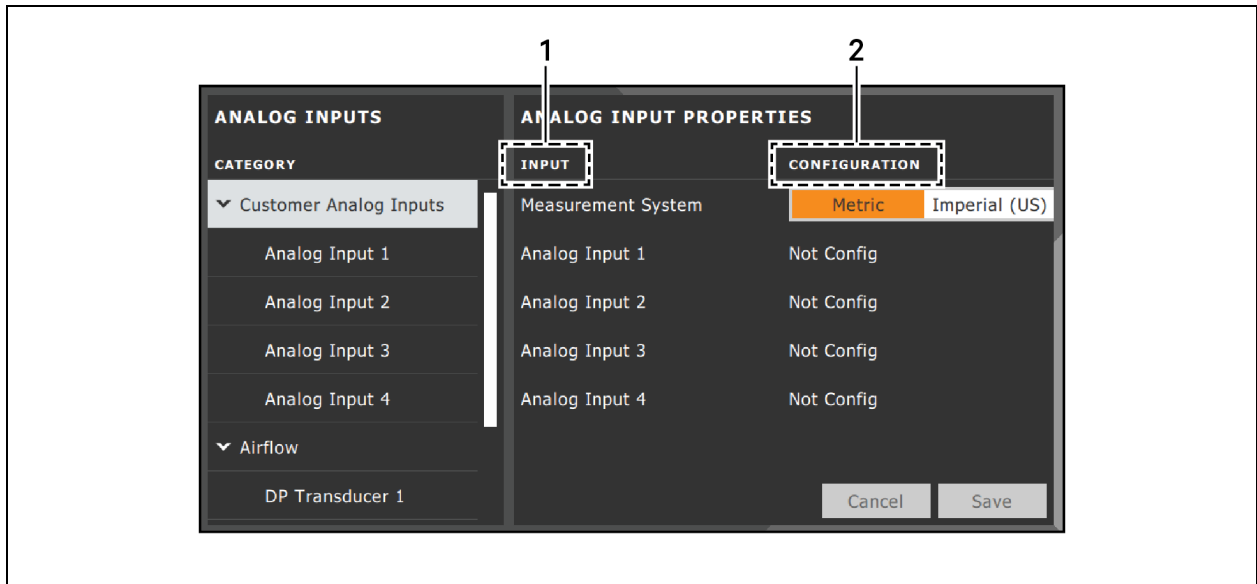 1 2
ANALOG INPUTS ANALOG INPUT PROPERTIES
CATEGORY INPUT CONFIGURATION
Customer Analog Inputs Measurement System Metric Imperial (US)
Analog Input 1 Analog Input 1 Not Config
Analog Input 2 Analog Input 2 Not Config
Analog Input 3 Analog Input 3 Not Config
Analog Input 4 Analog Input 4 Not Config
Airflow
DP Transducer 1 Cancel Save